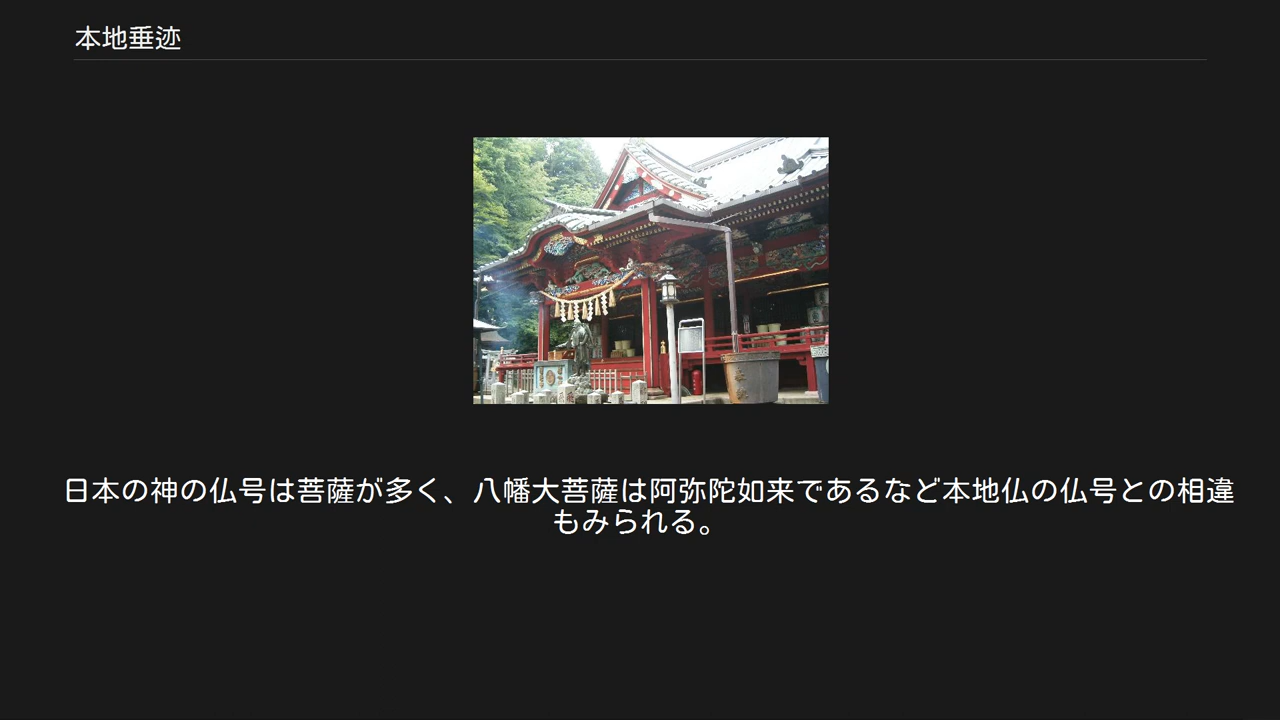 本地垂迹
日本の神の仏号は菩薩が多く、八幡大菩薩は阿弥陀如来であるなど本地仏の仏号との相違
もみられる。